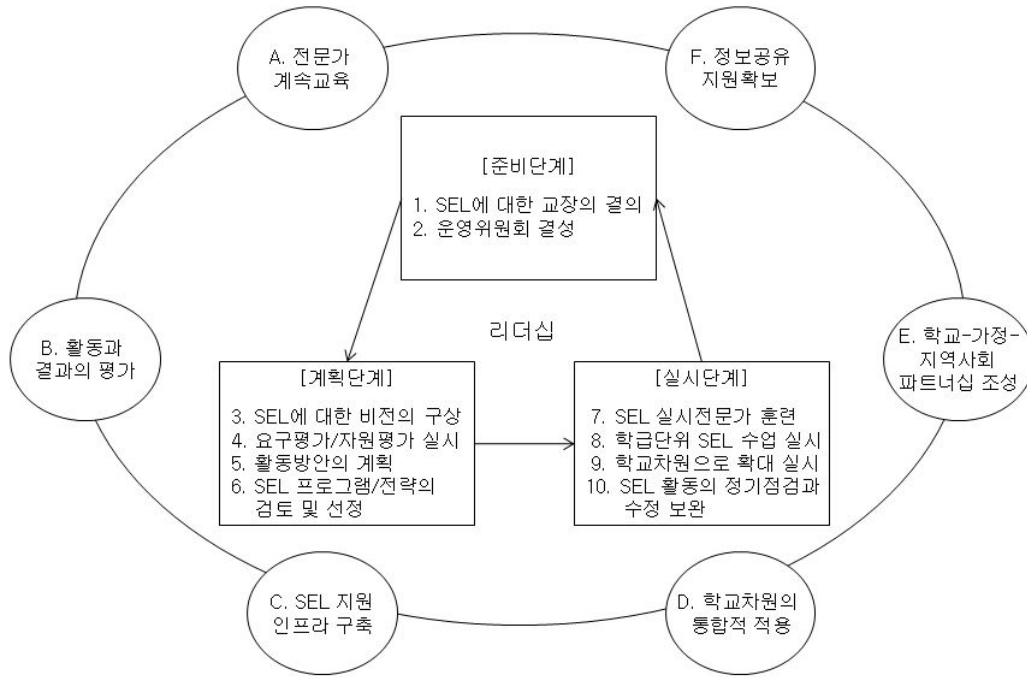 A. 전문가
계속교육
F. 정보공유
지원확보
[준비단계]
1. SEL에 대한 교장의 결의
2. 운영위원회 결성
리더십
B. 활동과
결과의 평가
E. 학교-가정-
지역사회
파트너십 조성
[계획단계]
3. SEL에 대한 비전의 구상
4. 요구평가/자원평가 실시
5. 활동방안의 계획
6. SEL 프로그램/전략의
검토 및 선정
[실시단계]
7. SEL 실시전문가 훈련
8. 학급단위 SEL 수업 실시
9. 학교차원으로 확대 실시
10. SEL 활동의 정기점검과
수정 보완
C. SEL 지원
인프라 구축
D. 학교차원의
통합적 적용